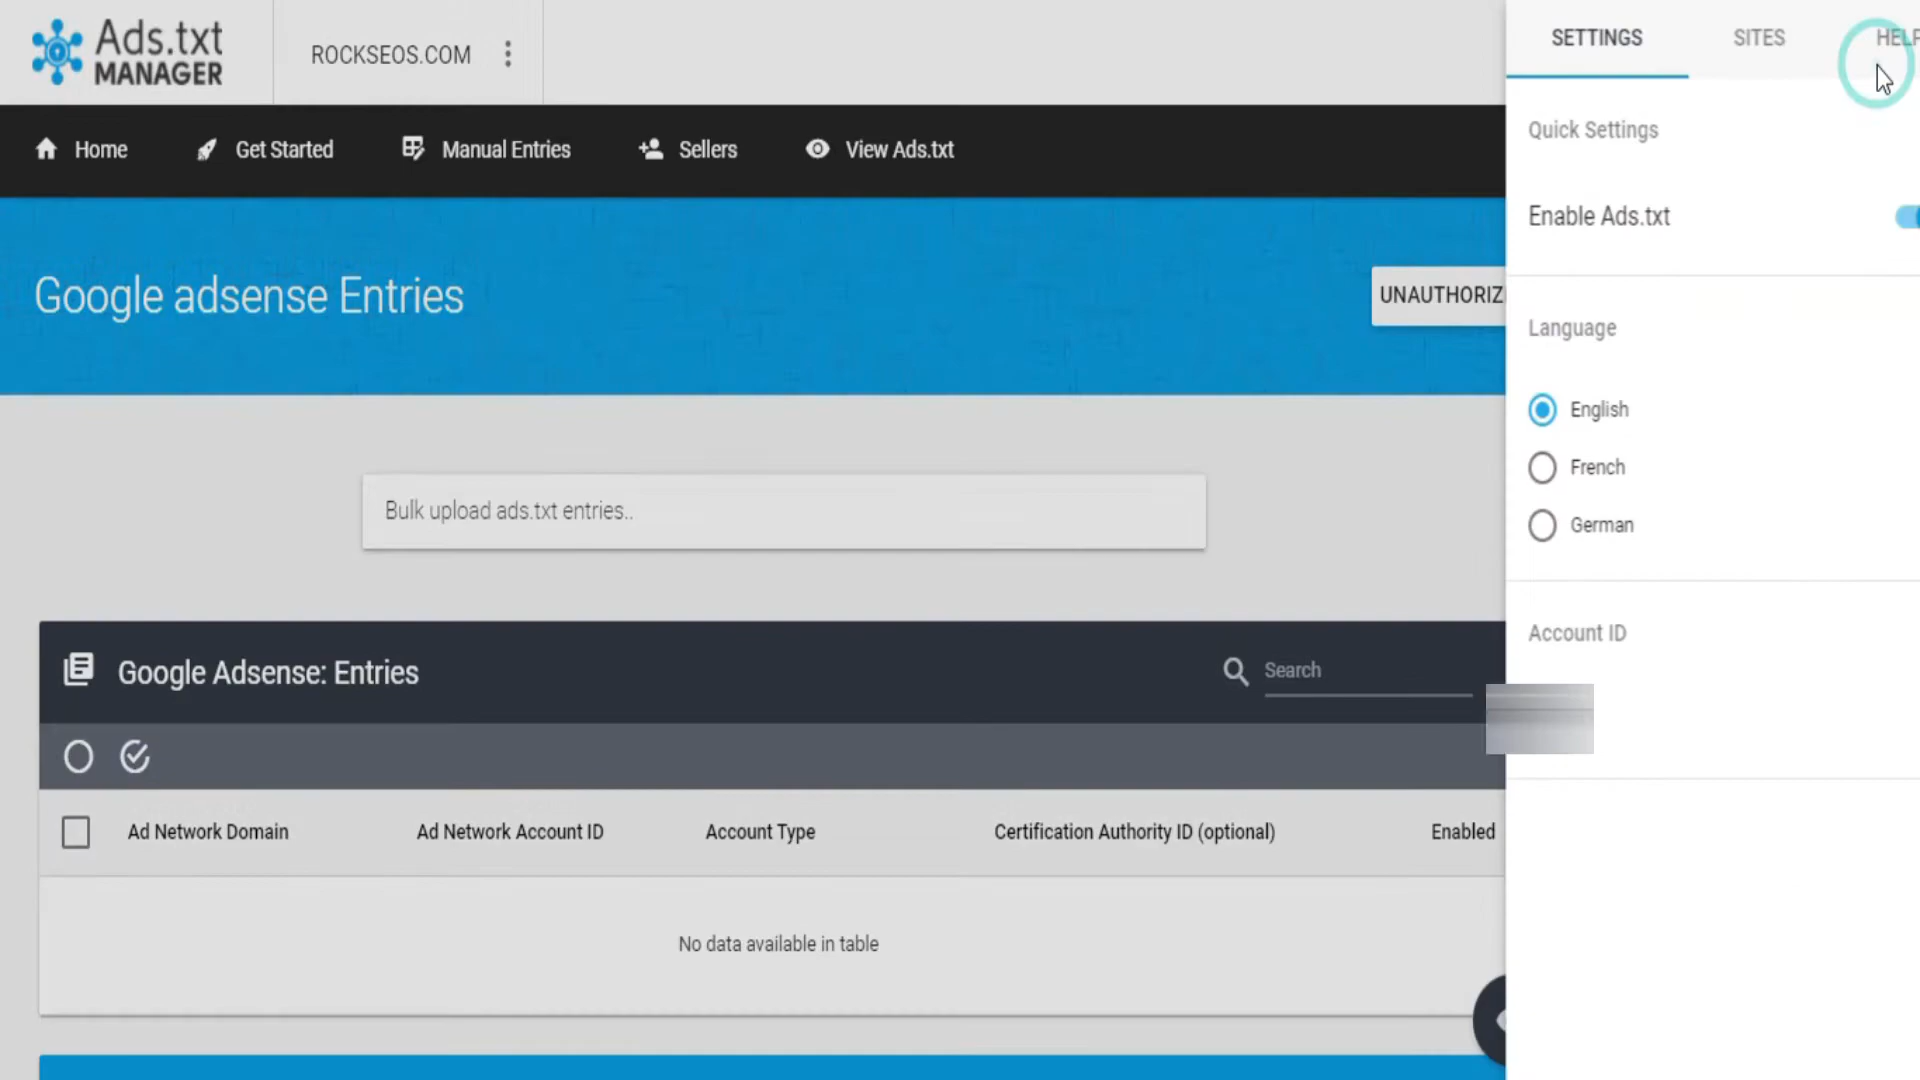 Ads.txt
MANAGER
ROCKSEOS.COM
SETTINGS
SITES
HELP
Home
Get Started
Manual Entries
Sellers
View Ads.txt
Quick Settings
Enable Ads.txt
Google adsense Entries
UNAUTHORIZ
Language
English
French
German
Bulk upload ads.txt entries..
Account ID
Google Adsense: Entries
Search
Ad Network Domain
Ad Network Account ID
Account Type
Certification Authority ID (optional)
Enabled
No data available in table